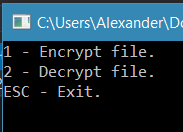 C:\Users\Alexander\Do
1 - Encrypt file.
2 - Decrypt file.
ESC - Exit.